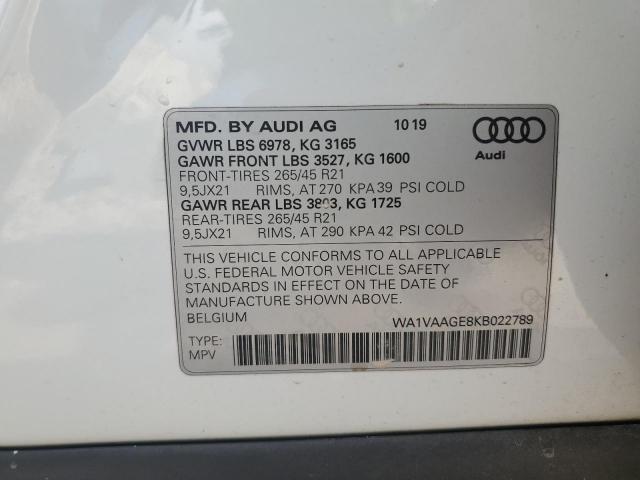 MFD. BY AUDI AG 10 19
GVWR LBS 6978, KG 3165
GAWR FRONT LBS 3527, KG 1600
FRONT-TIRES 265/45 R21
9,5JX21 RIMS, AT 270 KPA 39 PSI COLD
GAWR REAR LBS 3803, KG 1725
REAR-TIRES 265/45 R21
9,5JX21 RIMS, AT 290 KPA 42 PSI COLD
Audi
THIS VEHICLE CONFORMS TO ALL APPLICABLE
U.S. FEDERAL MOTOR VEHICLE SAFETY
STANDARDS IN EFFECT ON THE DATE OF
MANUFACTURE SHOWN ABOVE.
BELGIUM WA1VAAGE8KB022789
TYPE:
MPV